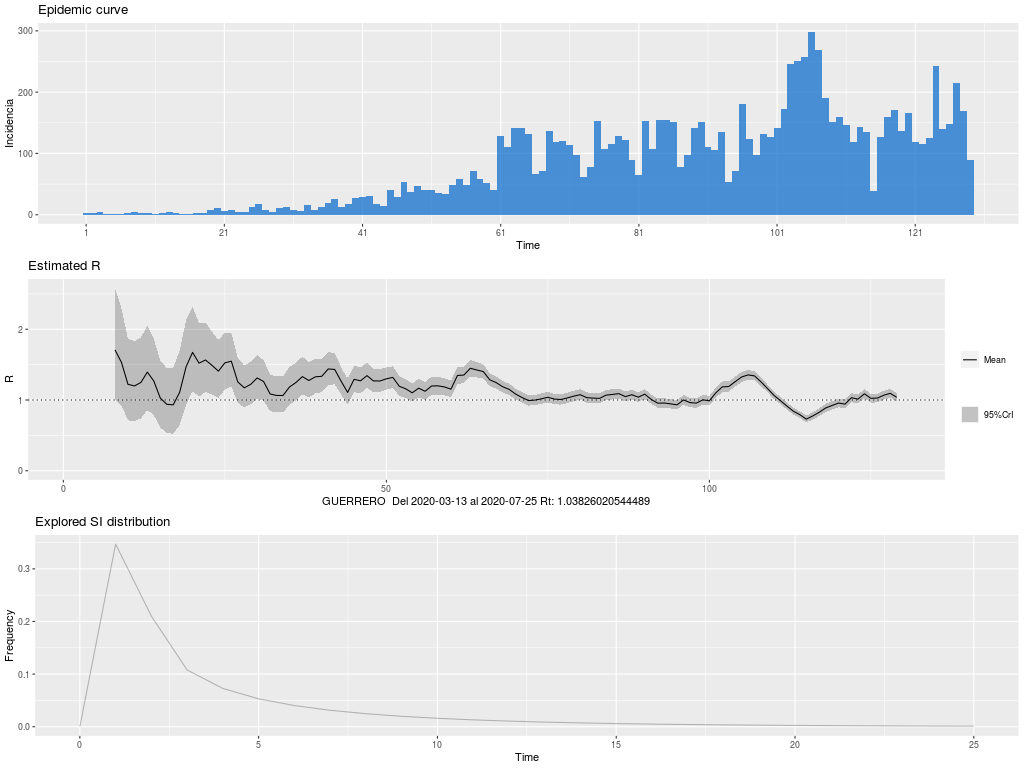 Epidemic curve
300
200
100
0
Incidencia
1 21 41 61 81 101 121
Time
Estimated R
2
1
0
R
Mean
95%CrI
0 50 100
GUERRERO Del 2020-03-13 al 2020-07-25 Rt: 1.03826020544489
Explored SI distribution
0.3
0.2
0.1
0.0
Frequency
0 5 10 15 20 25
Time